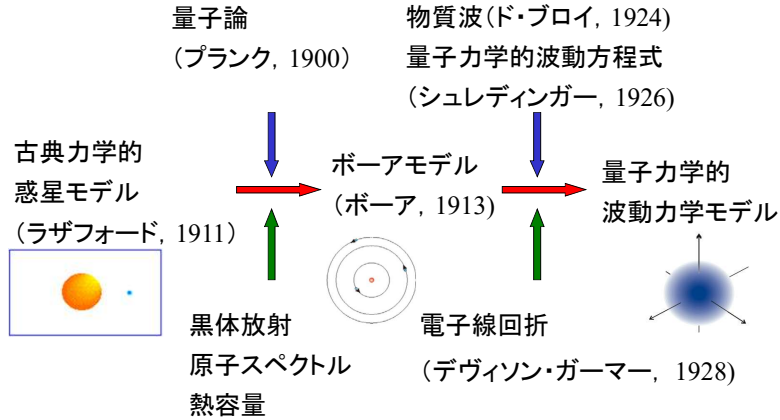 量子論
(プランク, 1900)
物質波(ド・ブロイ, 1924)
量子力学的波動方程式
(シュレディンガー, 1926)
古典力学的
惑星モデル
(ラザフォード, 1911)
ボーアモデル
(ボーア, 1913)
量子力学的
波動力学モデル
黒体放射
原子スペクトル
熱容量
電子線回折
(デヴィソン・ガーマー, 1928)